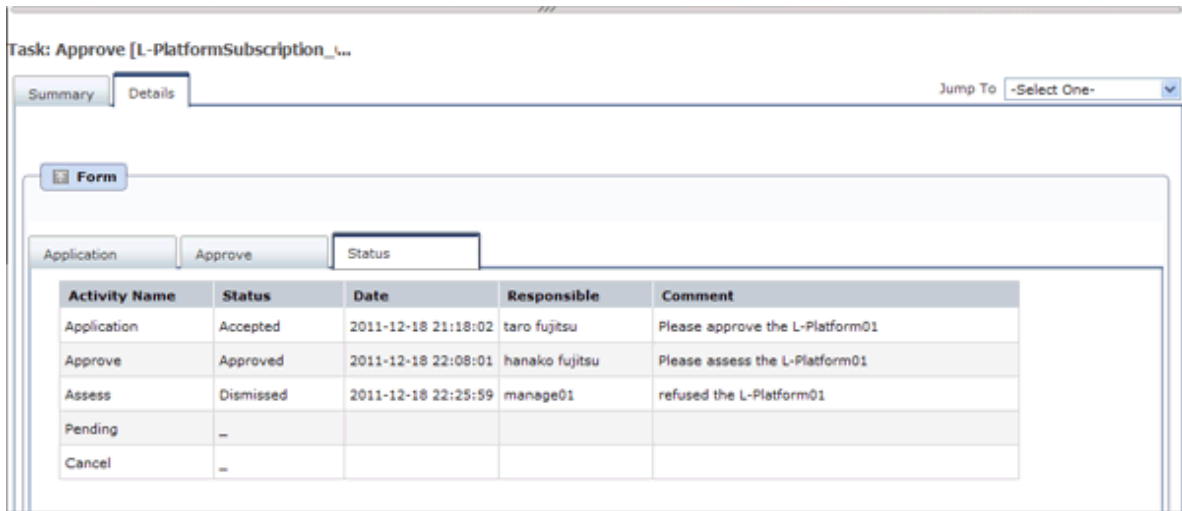 Task: Approve [L-PlatformSubscription_...
Summary Details Jump To -Select One-
Form
Application Approve Status
Activity Name Status Date Responsible Comment
Application Accepted 2011-12-18 21:18:02 taro fujitsu Please approve the L-Platform01
Approve Approved 2011-12-18 22:08:01 hanako fujitsu Please assess the L-Platform01
Assess Dismissed 2011-12-18 22:25:59 manage01 refused the L-Platform01
Pending _
Cancel _